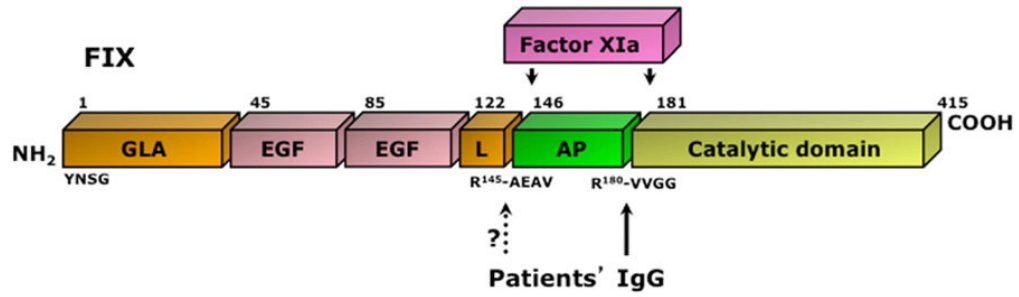 Factor XIa
FIX
1 45 85 122 146 181 415
NH₂ GLA EGF EGF L AP Catalytic domain COOH
YNSG R¹⁴⁵-AEAV R¹⁸⁰-VVGG
?
Patients' IgG